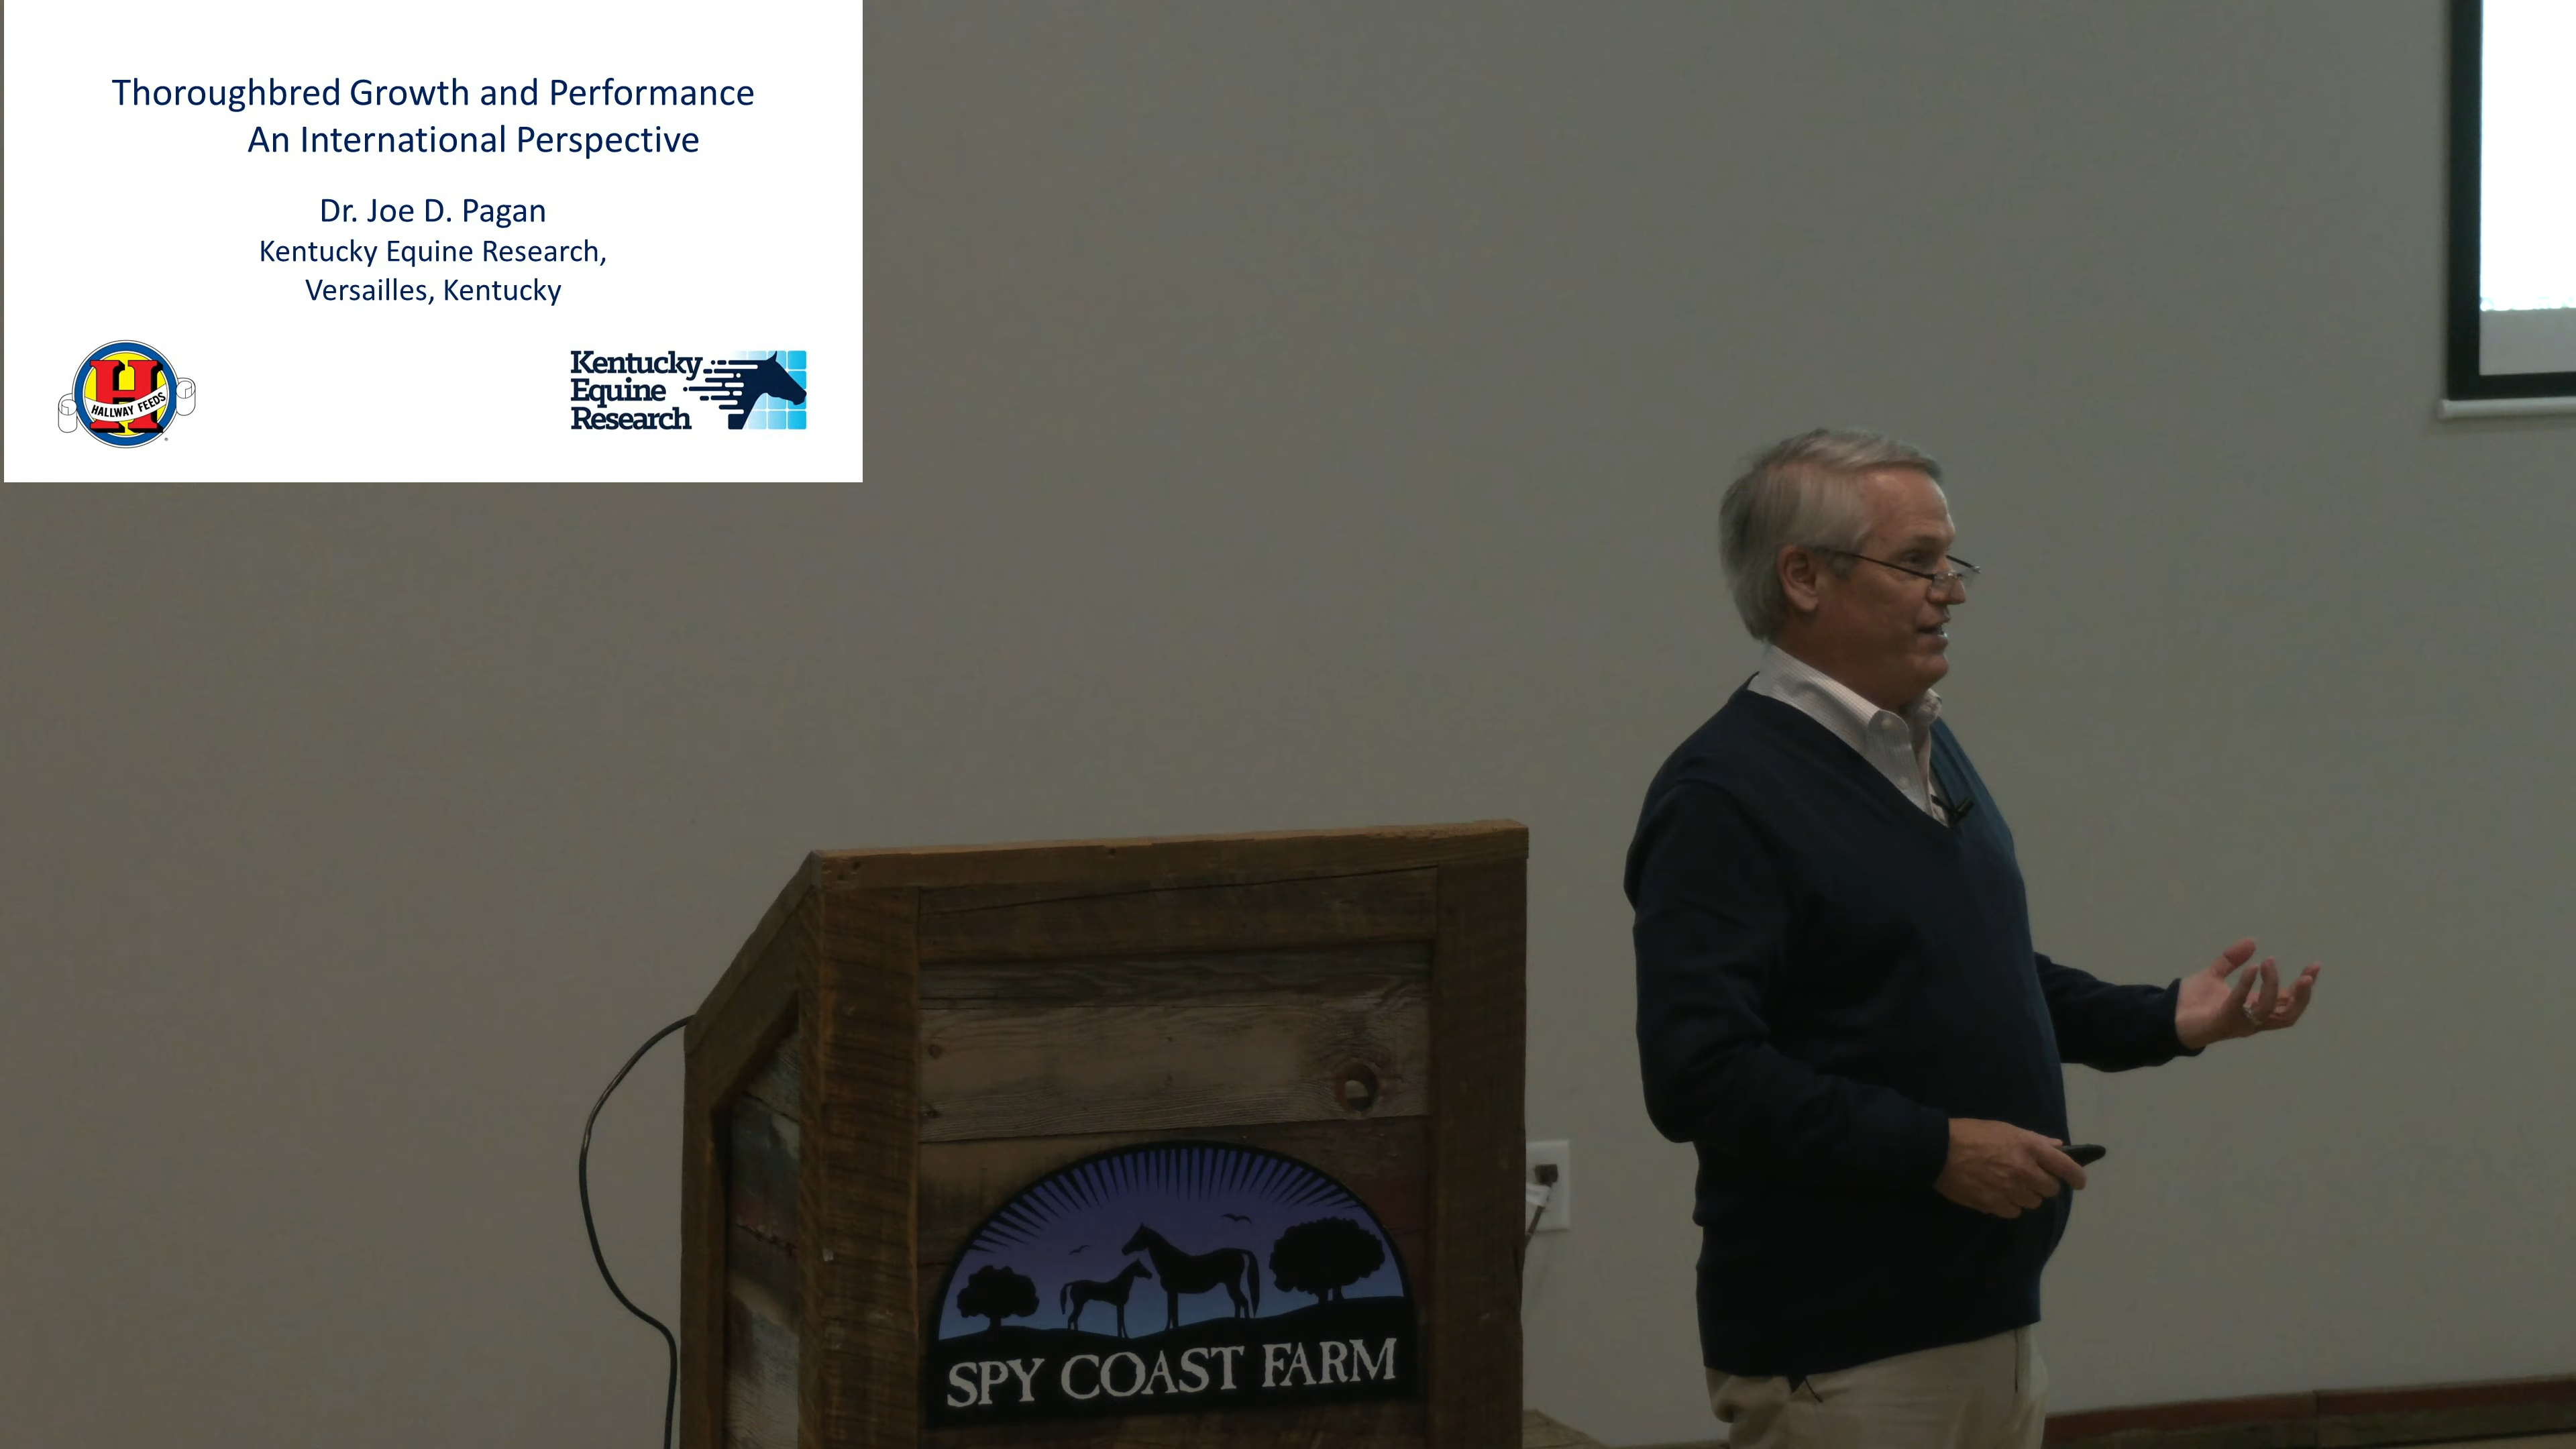 Thoroughbred Growth and Performance
An International Perspective
Dr. Joe D. Pagan
Kentucky Equine Research,
Versailles, Kentucky
H
HALLWAY FEEDS
Kentucky
Equine
Research
SPY COAST FARM